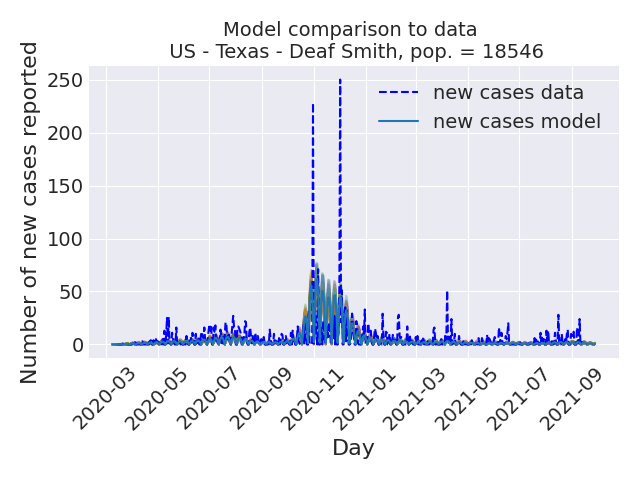 Model comparison to data
US - Texas - Deaf Smith, pop. = 18546
Number of new cases reported
250
200
150
100
50
0
new cases data
new cases model
2020-03
2020-05
2020-07
2020-09
2020-11
2021-01
2021-03
2021-05
2021-07
2021-09
Day